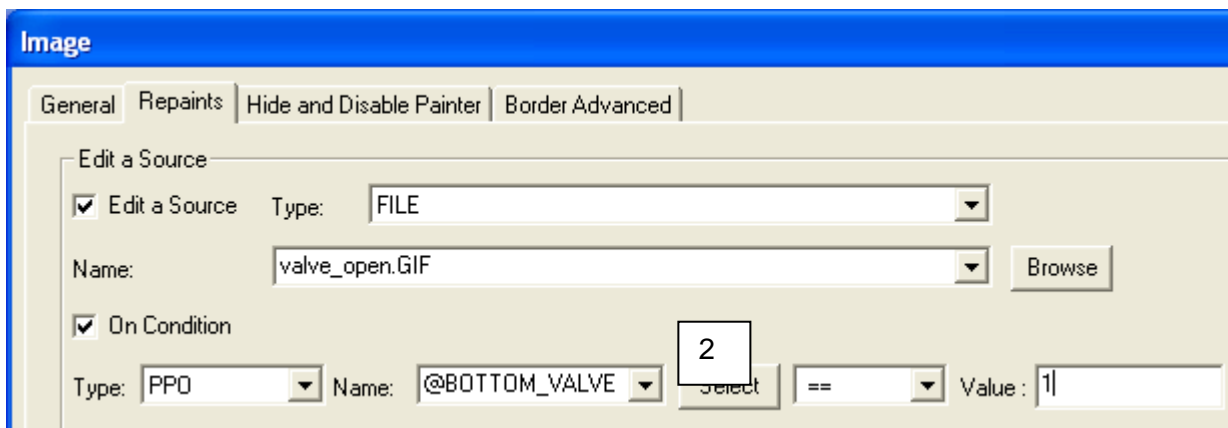 Image
General Repaints Hide and Disable Painter Border Advanced
Edit a Source
Edit a Source Type: FILE
Name: valve_open.GIF Browse
On Condition
2
Type: PPO Name: @BOTTOM_VALVE Select == Value : 1